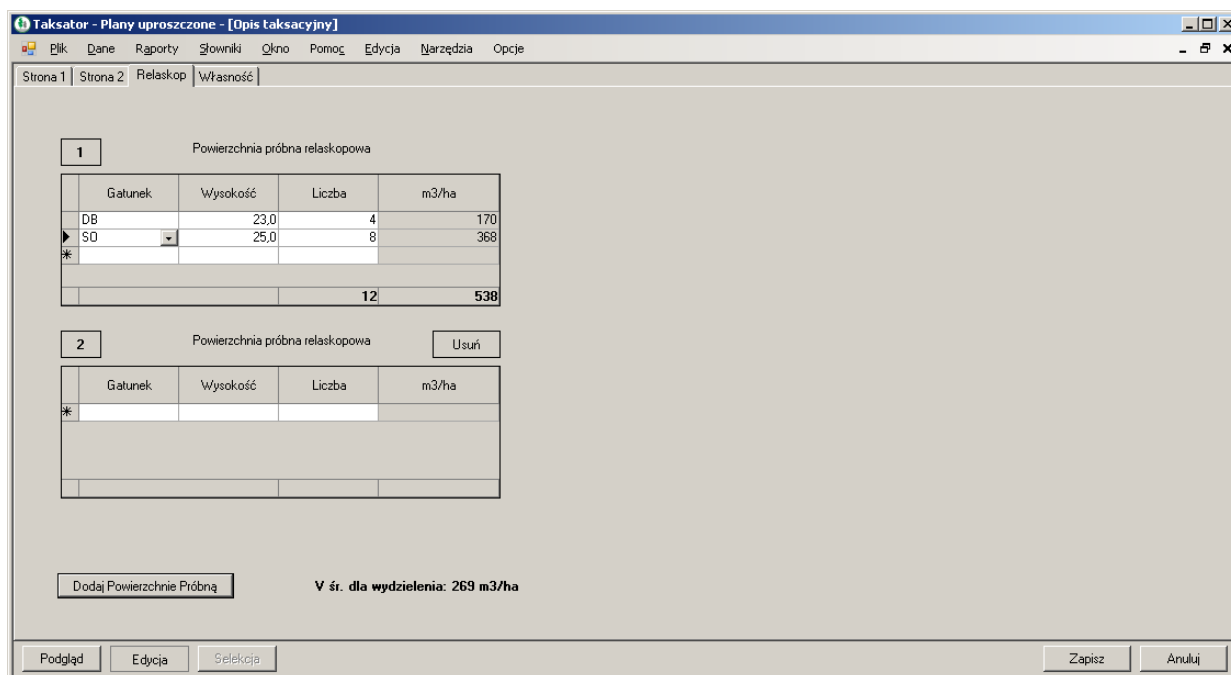 Taksator - Plany uproszczone - [Opis taksacyjny]
Plik Dane Raporty Słowniki Okno Pomoc Edycja Narzędzia Opcje
Strona 1 Strona 2 Relaskop Własność
1 Powierzchnia próbna relaskopowa
Gatunek Wysokość Liczba m3/ha
DB 23,0 4 170
SO 25,0 8 368
12 538
2 Powierzchnia próbna relaskopowa Usuń
Gatunek Wysokość Liczba m3/ha
Dodaj Powierzchnie Próbną V śr. dla wydzielenia: 269 m3/ha
Podgląd Edycja Selekcja Zapisz Anuluj